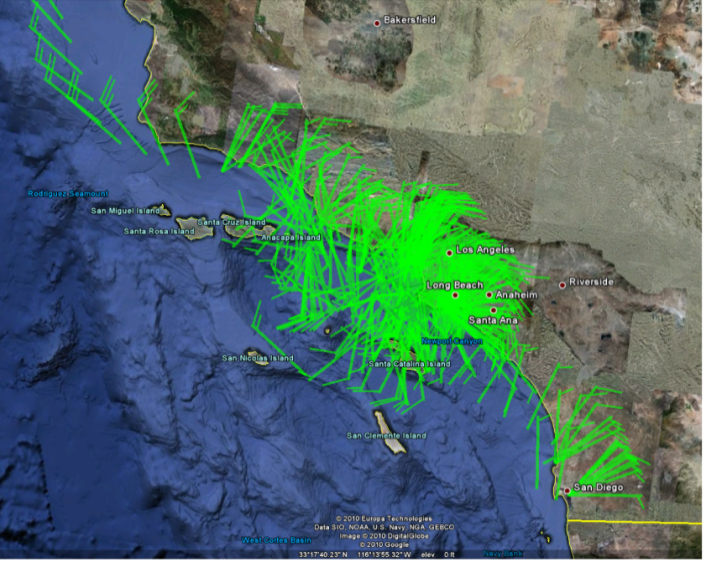 Bakersfield
Rodriguez Seamount
San Miguel Island
Santa Cruz Island
Santa Rosa Island
Anacapa Island
Los Angeles
Riverside
Long Beach
Anaheim
Santa Ana
Newport Canyon
San Nicolas Island
Santa Catalina Island
San Clemente Island
San Diego
© 2010 Europa Technologies
Data SIO, NOAA, U.S. Navy, NGA, GEBCO
Image © 2010 DigitalGlobe
© 2010 Google
West Cortes Basin
Navy Bank
33°17'40.23" N 116°13'55.32" W elev 0 ft